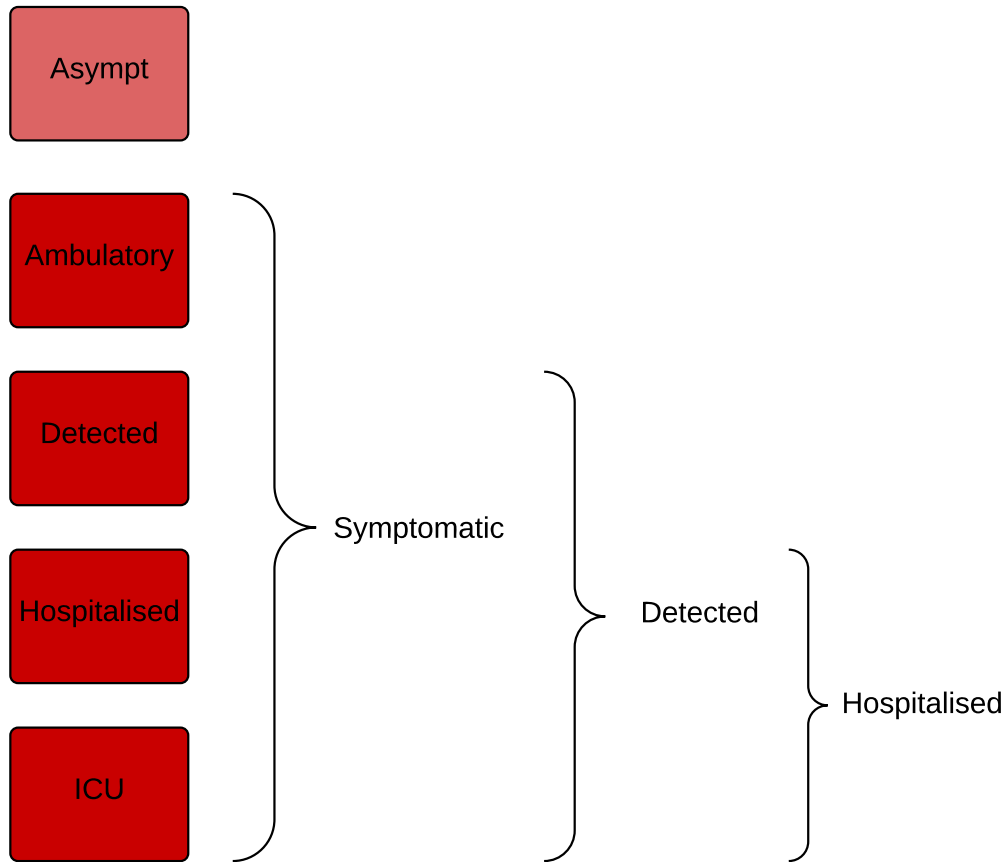 Asympt
Ambulatory
Detected
Hospitalised
ICU
Symptomatic
Detected
Hospitalised